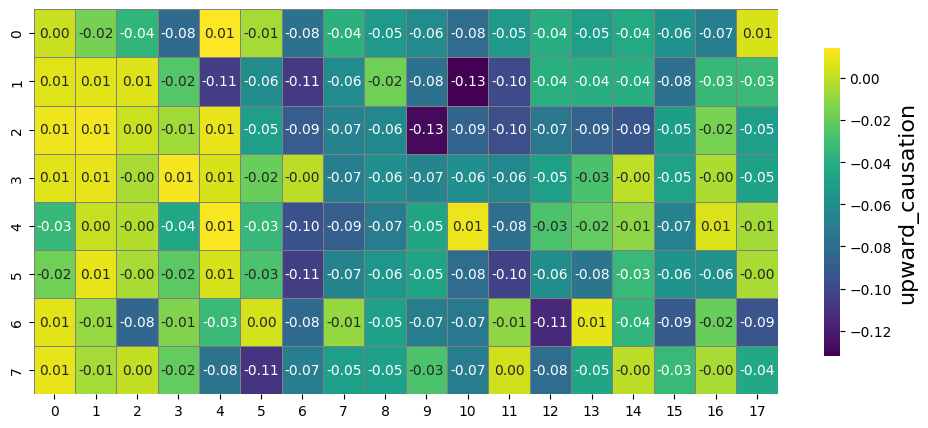 0 0.00 -0.02 -0.04 -0.08 0.01 -0.01 -0.08 -0.04 -0.05 -0.06 -0.08 -0.05 -0.04 -0.05 -0.04 -0.06 -0.07 0.01
1 0.01 0.01 0.01 -0.02 -0.11 -0.06 -0.11 -0.06 -0.02 -0.08 -0.13 -0.10 -0.04 -0.04 -0.04 -0.08 -0.03 -0.03
2 0.01 0.01 0.00 -0.01 0.01 -0.05 -0.09 -0.07 -0.06 -0.13 -0.09 -0.10 -0.07 -0.09 -0.09 -0.05 -0.02 -0.05
3 0.01 0.01 -0.00 0.01 0.01 -0.02 -0.00 -0.07 -0.06 -0.07 -0.06 -0.06 -0.05 -0.03 -0.00 -0.05 -0.00 -0.05
4 -0.03 0.00 -0.00 -0.04 0.01 -0.03 -0.10 -0.09 -0.07 -0.05 0.01 -0.08 -0.03 -0.02 -0.01 -0.07 0.01 -0.01
5 -0.02 0.01 -0.00 -0.02 0.01 -0.03 -0.11 -0.07 -0.06 -0.05 -0.08 -0.10 -0.06 -0.08 -0.03 -0.06 -0.06 -0.00
6 0.01 -0.01 -0.08 -0.01 -0.03 0.00 -0.08 -0.01 -0.05 -0.07 -0.07 -0.01 -0.11 0.01 -0.04 -0.09 -0.02 -0.09
7 0.01 -0.01 0.00 -0.02 -0.08 -0.11 -0.07 -0.05 -0.05 -0.03 -0.07 0.00 -0.08 -0.05 -0.00 -0.03 -0.00 -0.04
0 1 2 3 4 5 6 7 8 9 10 11 12 13 14 15 16 17
0.00
−0.02
−0.04
−0.06
−0.08
−0.10
−0.12
upward_causation